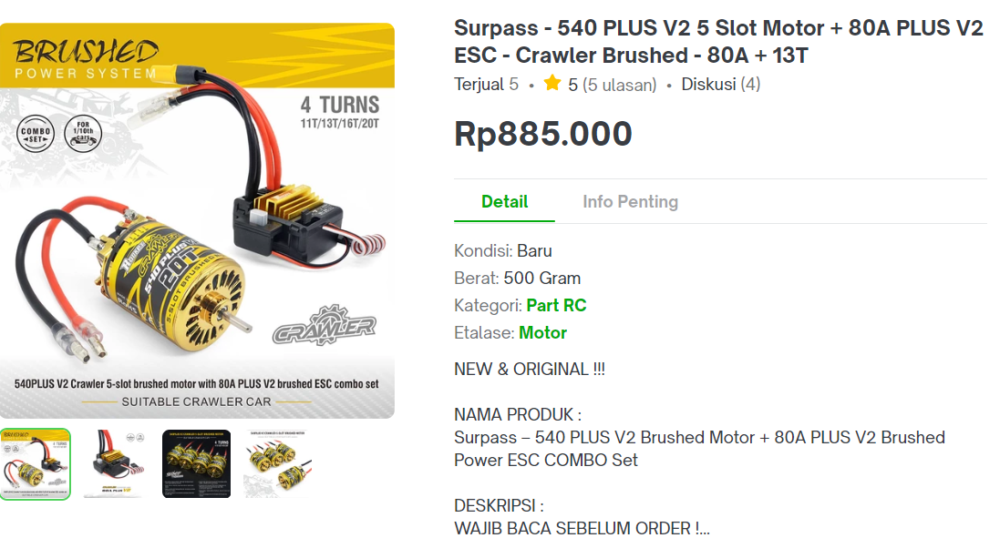 BRUSHED
POWER SYSTEM
4 TURNS
11T/13T/16T/20T
COMBO
SET
FOR
1/10th
cars
CRAWLER
540 PLUS V2
20T
5-SLOT BRUSHED
CRAWLER
540PLUS V2 Crawler 5-slot brushed motor with 80A PLUS V2 brushed ESC combo set
SUITABLE CRAWLER CAR
Surpass - 540 PLUS V2 5 Slot Motor + 80A PLUS V2
ESC - Crawler Brushed - 80A + 13T
Terjual 5 • 5 (5 ulasan) • Diskusi (4)
Rp885.000
Detail Info Penting
Kondisi: Baru
Berat: 500 Gram
Kategori: Part RC
Etalase: Motor
NEW & ORIGINAL !!!
NAMA PRODUK :
Surpass – 540 PLUS V2 Brushed Motor + 80A PLUS V2 Brushed
Power ESC COMBO Set
DESKRIPSI :
WAJIB BACA SEBELUM ORDER !...